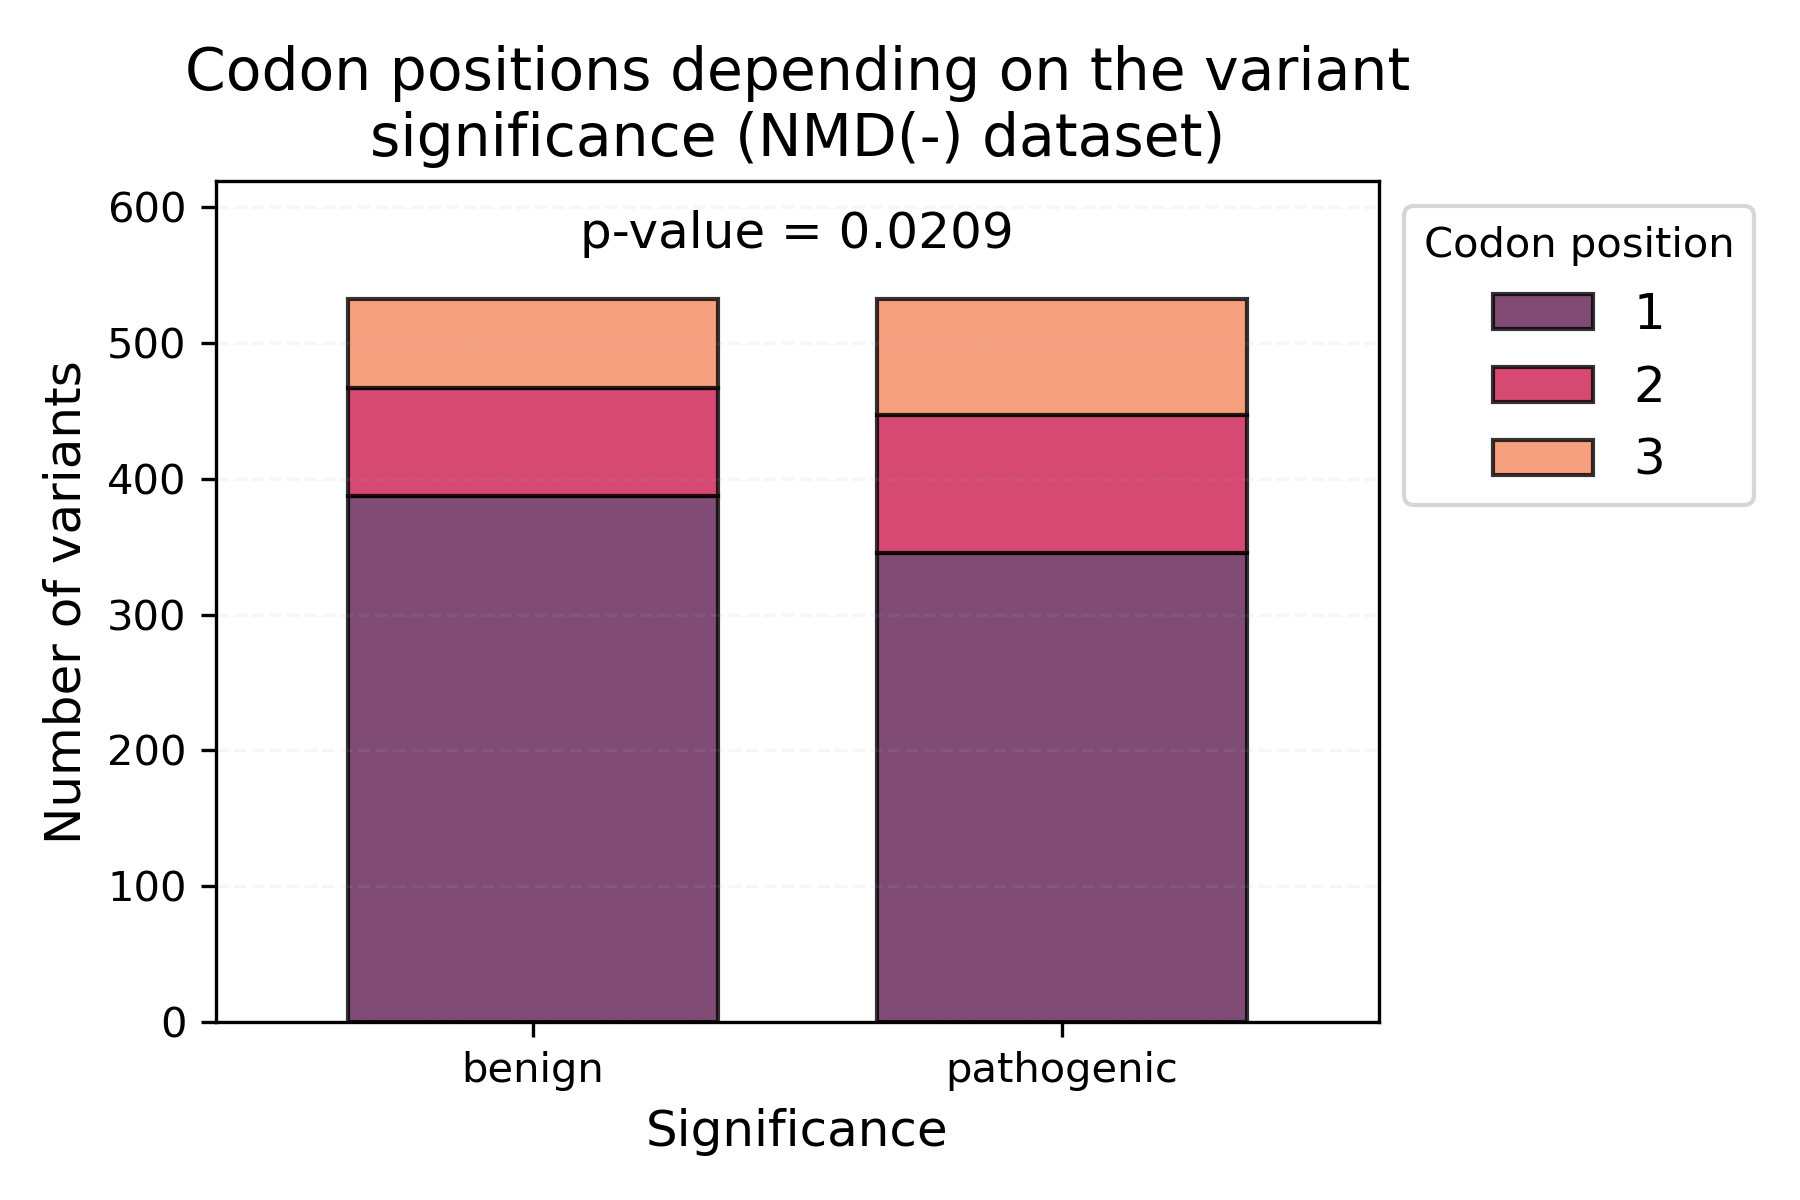 Codon positions depending on the variant
significance (NMD(-) dataset)
p-value = 0.0209
600
500
400
300
200
100
0
Number of variants
benign
pathogenic
Significance
Codon position
1
2
3